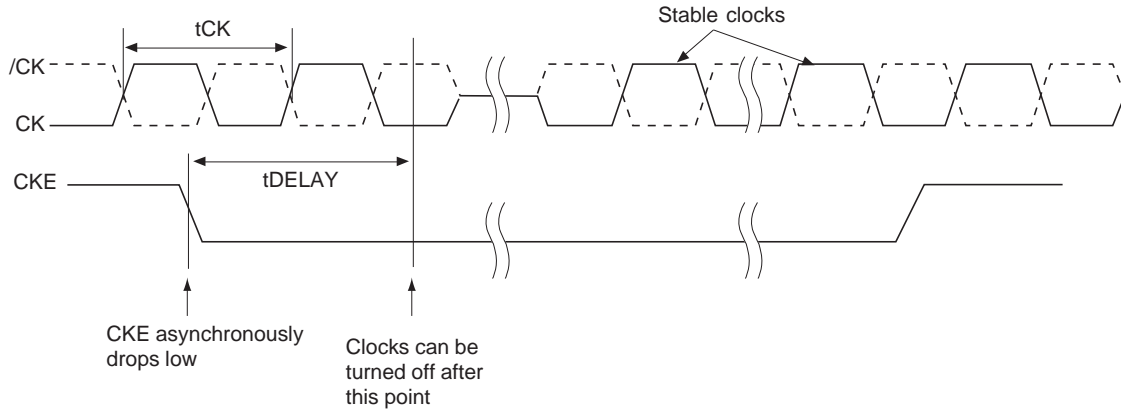 Stable clocks
tCK
/CK
CK
tDELAY
CKE
CKE asynchronously
drops low
Clocks can be
turned off after
this point